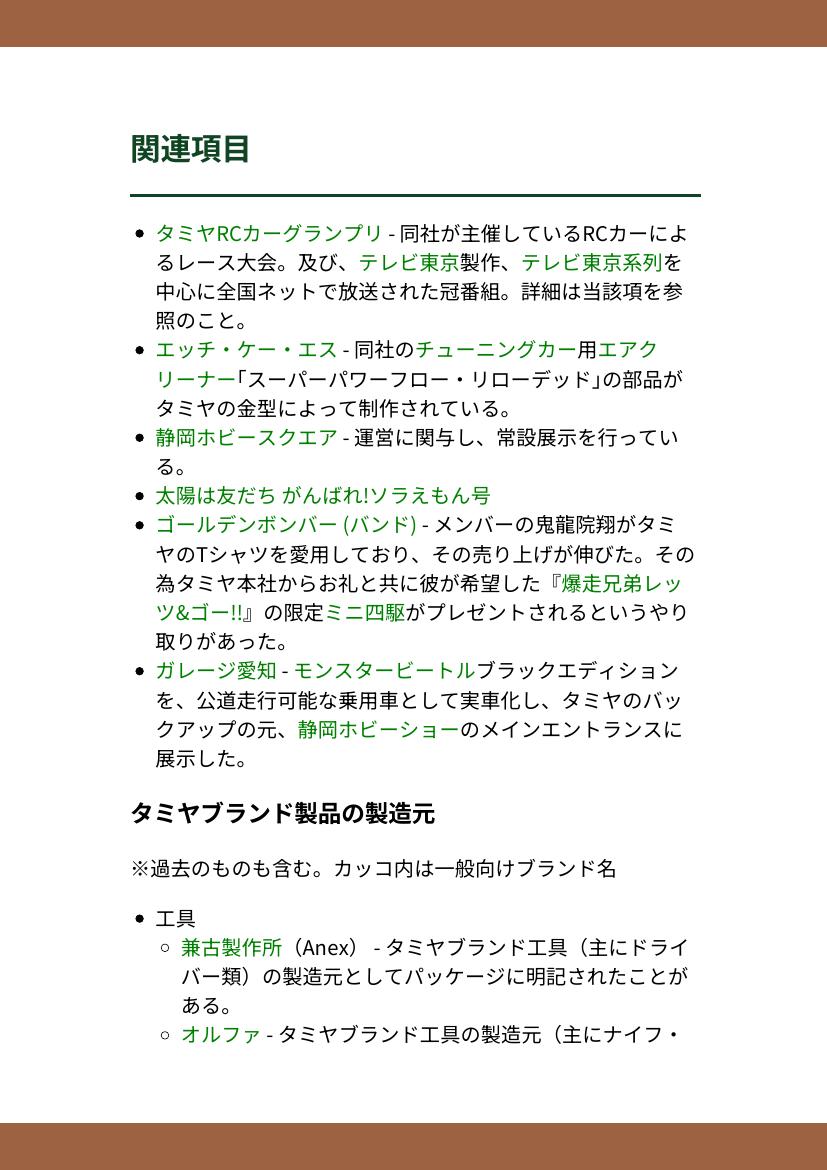 関連項目
タミヤRCカーグランプリ - 同社が主催しているRCカーによ
るレース大会。及び、テレビ東京製作、テレビ東京系列を
中心に全国ネットで放送された冠番組。詳細は当該項を参
照のこと。
エッチ・ケー・エス - 同社のチューニングカー用エアク
リーナー｢スーパーパワーフロー・リローデッド｣の部品が
タミヤの金型によって制作されている。
静岡ホビースクエア - 運営に関与し、常設展示を行ってい
る。
太陽は友だち がんばれ!ソラえもん号
ゴールデンボンバー (バンド) - メンバーの鬼龍院翔がタミ
ヤのTシャツを愛用しており、その売り上げが伸びた。その
為タミヤ本社からお礼と共に彼が希望した『爆走兄弟レッ
ツ&ゴー!!』の限定ミニ四駆がプレゼントされるというやり
取りがあった。
ガレージ愛知 - モンスタービートルブラックエディション
を、公道走行可能な乗用車として実車化し、タミヤのバッ
クアップの元、静岡ホビーショーのメインエントランスに
展示した。
タミヤブランド製品の製造元
※過去のものも含む。カッコ内は一般向けブランド名
工具
兼古製作所（Anex） - タミヤブランド工具（主にドライ
バー類）の製造元としてパッケージに明記されたことが
ある。
オルファ - タミヤブランド工具の製造元（主にナイフ・